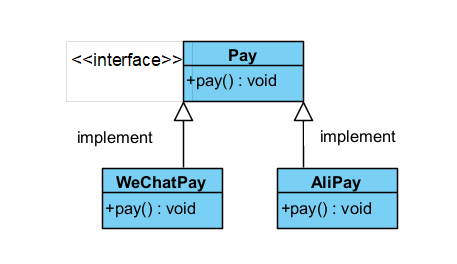 <<interface>>
Pay
+pay() : void
implement
implement
WeChatPay
+pay() : void
AliPay
+pay() : void